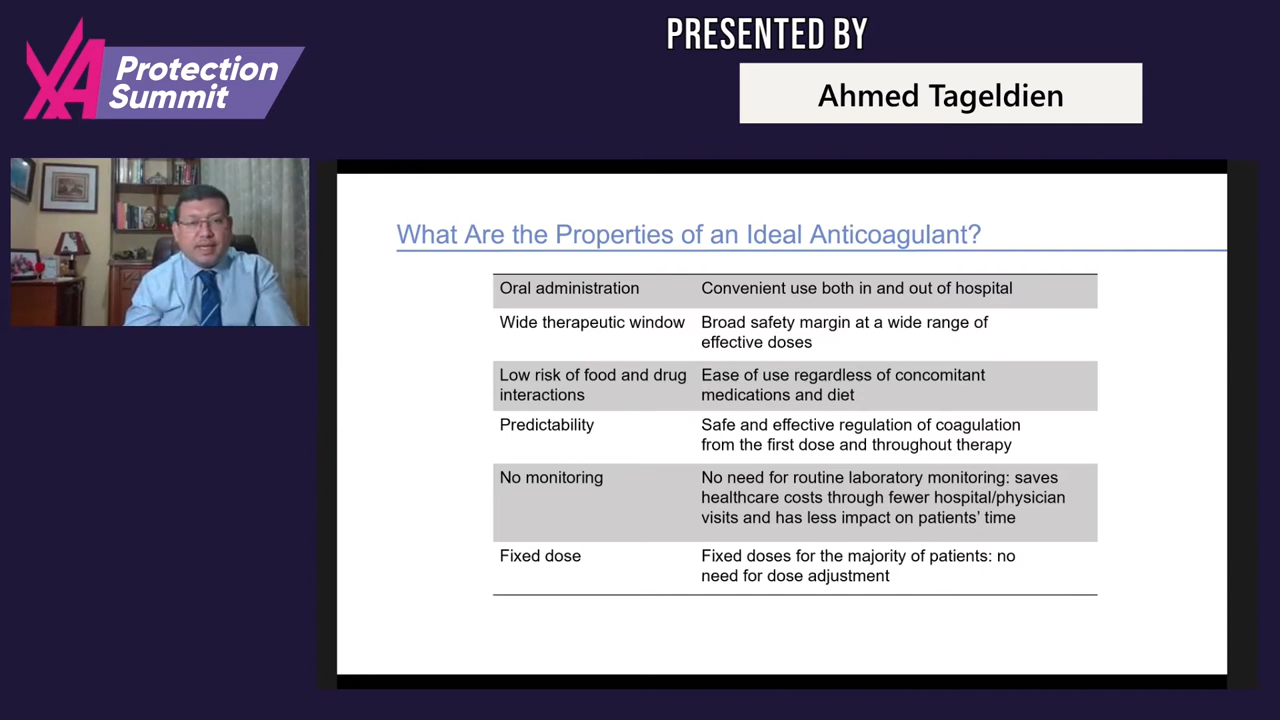 XA
Protection
Summit
PRESENTED BY
Ahmed Tageldien
What Are the Properties of an Ideal Anticoagulant?
Oral administration
Convenient use both in and out of hospital
Wide therapeutic window
Broad safety margin at a wide range of
effective doses
Low risk of food and drug
interactions
Ease of use regardless of concomitant
medications and diet
Predictability
Safe and effective regulation of coagulation
from the first dose and throughout therapy
No monitoring
No need for routine laboratory monitoring: saves
healthcare costs through fewer hospital/physician
visits and has less impact on patients’ time
Fixed dose
Fixed doses for the majority of patients: no
need for dose adjustment